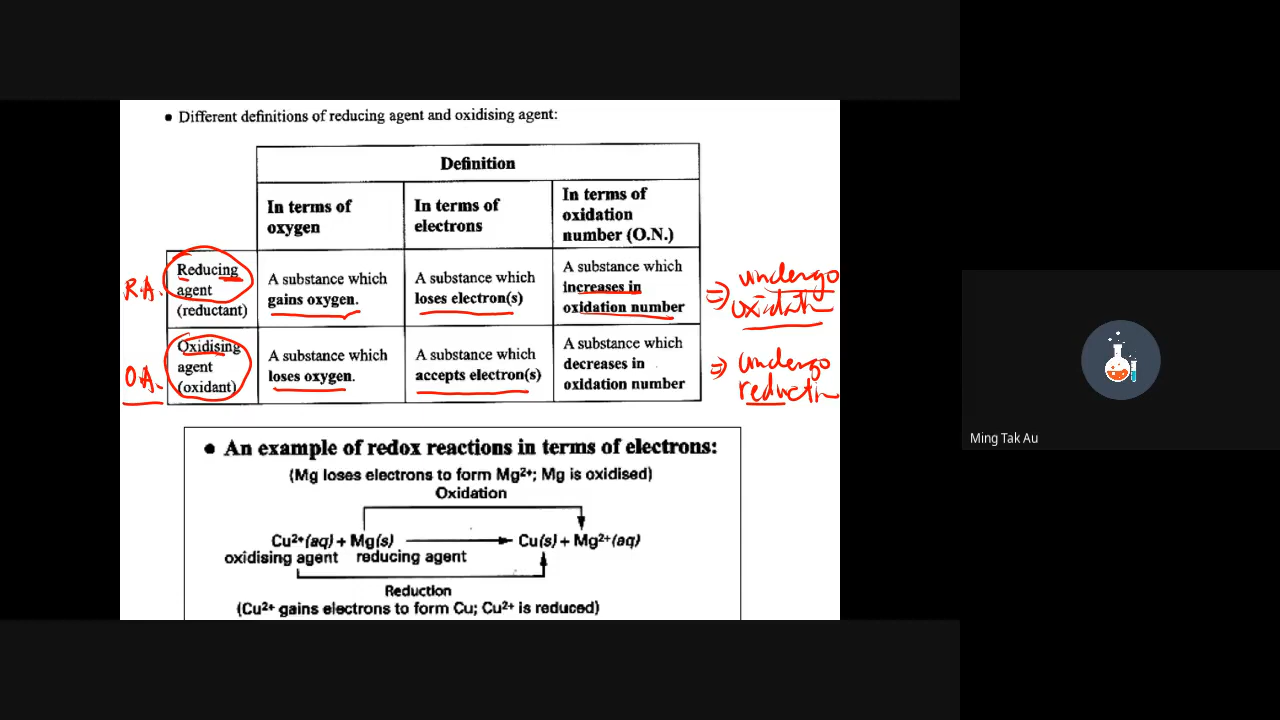 • Different definitions of reducing agent and oxidising agent:
Definition
In terms of
oxygen
In terms of
electrons
In terms of
oxidation
number (O.N.)
R.A.
Reducing
agent
(reductant)
A substance which
gains oxygen.
A substance which
loses electron(s)
A substance which
increases in
oxidation number
⇒ undergo
oxidatn
O.A.
Oxidising
agent
(oxidant)
A substance which
loses oxygen.
A substance which
accepts electron(s)
A substance which
decreases in
oxidation number
⇒ undergo
reductn
• An example of redox reactions in terms of electrons:
(Mg loses electrons to form Mg²⁺; Mg is oxidised)
Oxidation
Cu²⁺(aq) + Mg(s) → Cu(s) + Mg²⁺(aq)
oxidising agent reducing agent
Reduction
(Cu²⁺ gains electrons to form Cu; Cu²⁺ is reduced)
Ming Tak Au